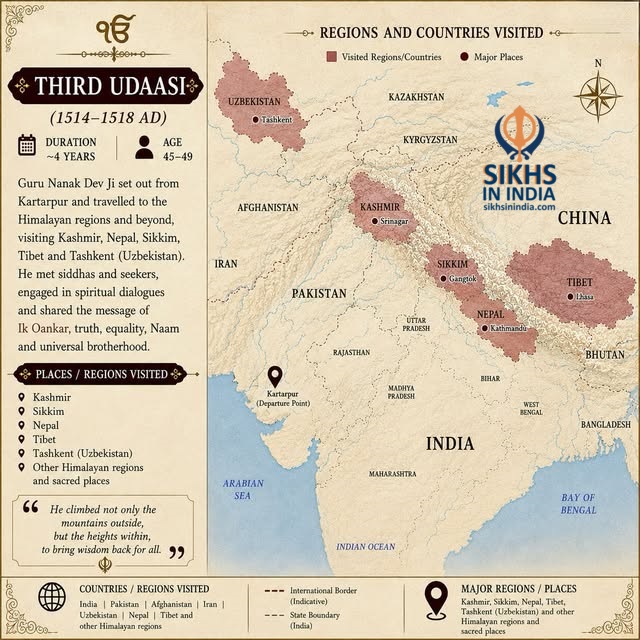 ੴ
THIRD UDAASI
(1514–1518 AD)
DURATION
~4 YEARS
AGE
45–49
Guru Nanak Dev Ji set out from
Kartarpur and travelled to the
Himalayan regions and beyond,
visiting Kashmir, Nepal, Sikkim,
Tibet and Tashkent (Uzbekistan).
He met siddhas and seekers,
engaged in spiritual dialogues
and shared the message of
Ik Oankar, truth, equality, Naam
and universal brotherhood.
PLACES / REGIONS VISITED
Kashmir
Sikkim
Nepal
Tibet
Tashkent (Uzbekistan)
Other Himalayan regions
and sacred places
“ He climbed not only the
mountains outside,
but the heights within,
to bring wisdom back for all. ”
REGIONS AND COUNTRIES VISITED
Visited Regions/Countries
Major Places
N
UZBEKISTAN
Tashkent
KAZAKHSTAN
KYRGYZSTAN
SIKHS
IN INDIA
sikhsinindia.com
CHINA
AFGHANISTAN
KASHMIR
Srinagar
IRAN
PAKISTAN
SIKKIM
Gangtok
TIBET
Lhasa
NEPAL
Kathmandu
UTTAR
PRADESH
RAJASTHAN
BHUTAN
BIHAR
Kartarpur
(Departure Point)
MADHYA
PRADESH
WEST
BENGAL
BANGLADESH
INDIA
MAHARASHTRA
ARABIAN
SEA
BAY OF
BENGAL
INDIAN OCEAN
COUNTRIES / REGIONS VISITED
India | Pakistan | Afghanistan | Iran |
Uzbekistan | Nepal | Tibet and
other Himalayan regions
International Border
(Indicative)
State Boundary
(India)
MAJOR REGIONS / PLACES
Kashmir, Sikkim, Nepal, Tibet,
Tashkent (Uzbekistan) and other
Himalayan regions and
sacred places